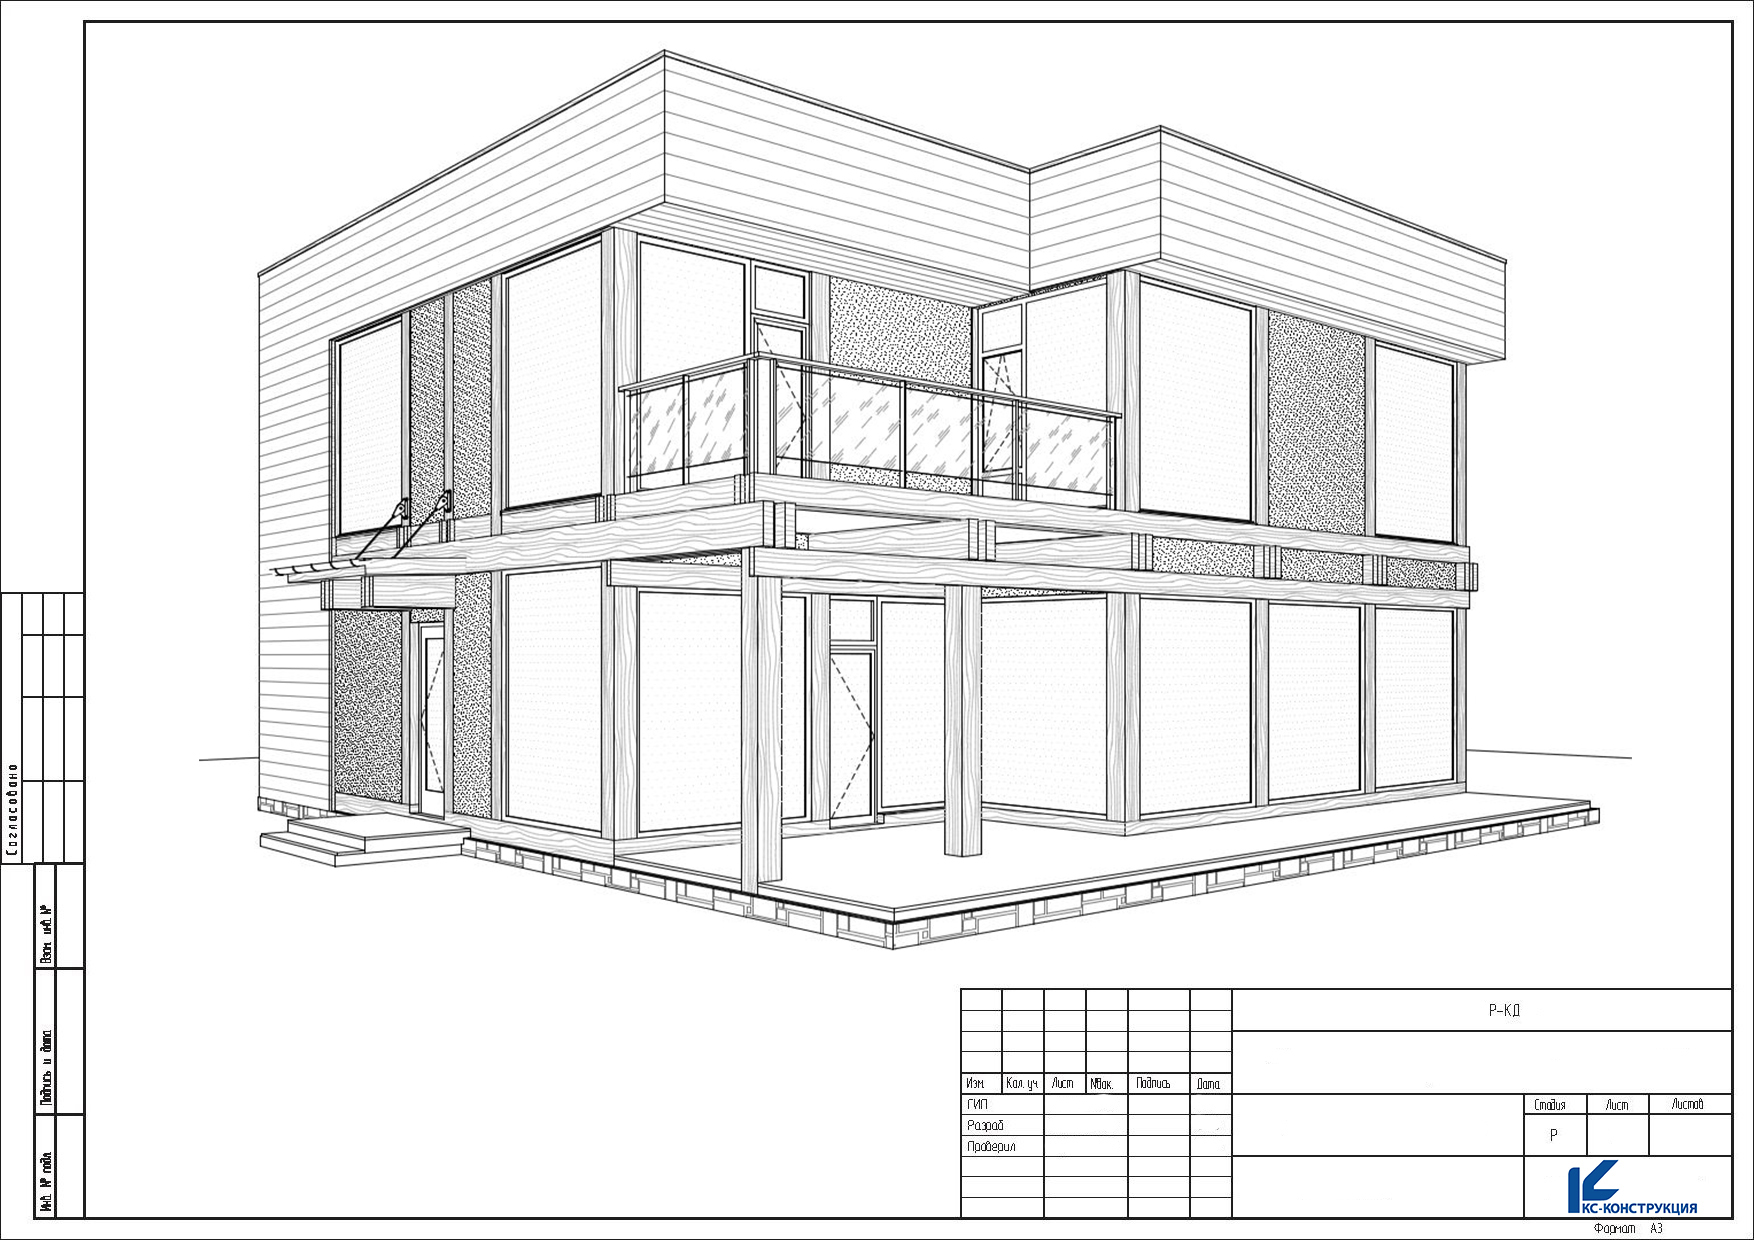 Согласовано
Взам. инв. №
Подпись и дата
Инв. № подл.
Р-КД
Изм. Кол. уч Лист №док. Подпись Дата
ГИП
Разраб
Проверил
Стадия Лист Листов
Р
КС-КОНСТРУКЦИЯ
Формат А3